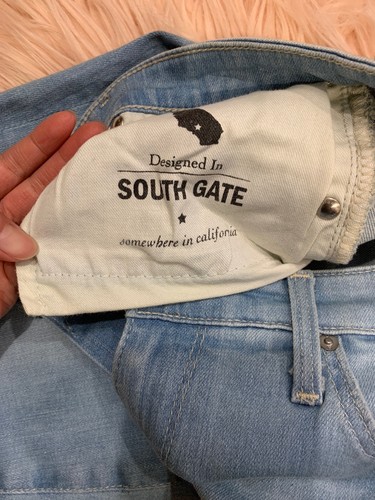 Designed In
SOUTH GATE
somewhere in california